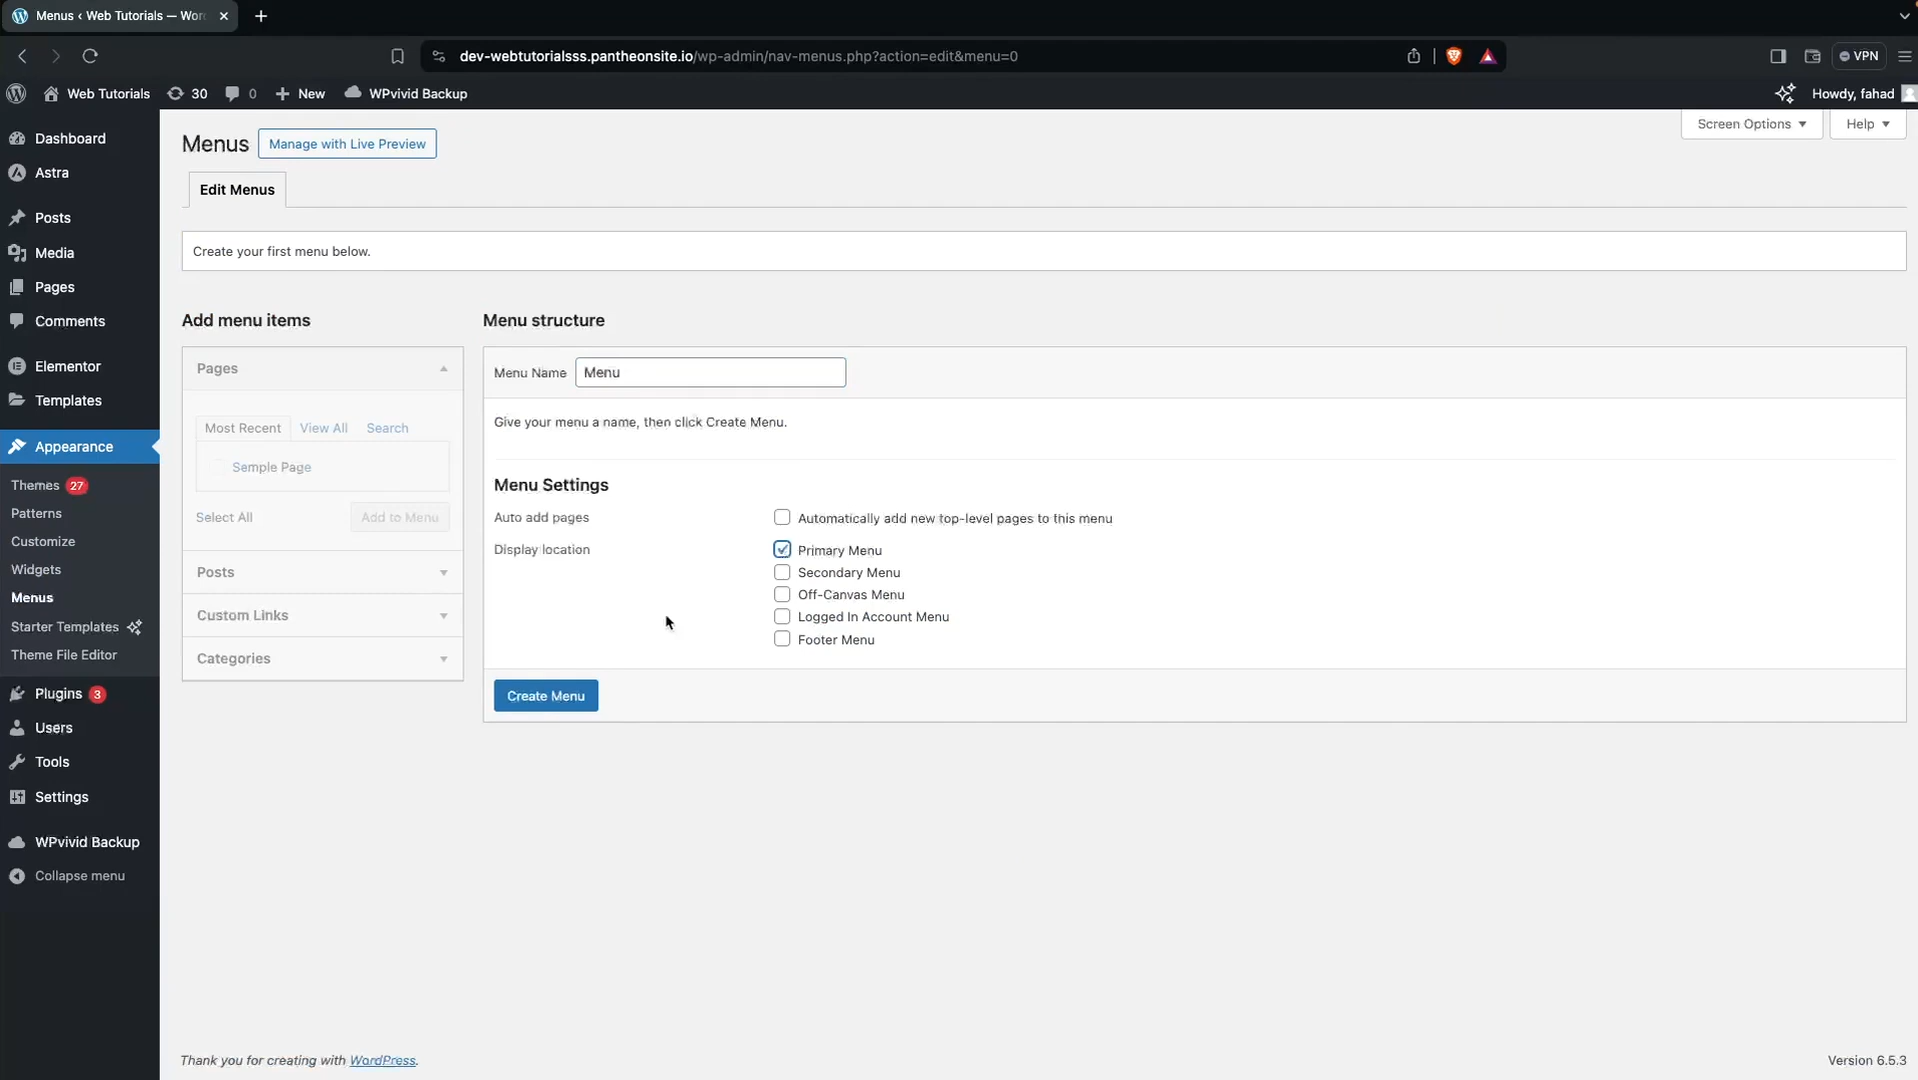 Menus ‹ Web Tutorials — Wor
dev-webtutorialsss.pantheonsite.io/wp-admin/nav-menus.php?action=edit&menu=0
VPN
Web Tutorials
30
0
New
WPvivid Backup
Howdy, fahad
Dashboard
Astra
Posts
Media
Pages
Comments
Elementor
Templates
Appearance
Themes 27
Patterns
Customize
Widgets
Menus
Starter Templates
Theme File Editor
Plugins 3
Users
Tools
Settings
WPvivid Backup
Collapse menu
Menus
Manage with Live Preview
Screen Options
Help
Edit Menus
Create your first menu below.
Add menu items
Pages
Most Recent
View All
Search
Sample Page
Select All
Add to Menu
Posts
Custom Links
Categories
Menu structure
Menu Name
Menu
Give your menu a name, then click Create Menu.
Menu Settings
Auto add pages
Automatically add new top-level pages to this menu
Display location
Primary Menu
Secondary Menu
Off-Canvas Menu
Logged In Account Menu
Footer Menu
Create Menu
Thank you for creating with WordPress.
Version 6.5.3